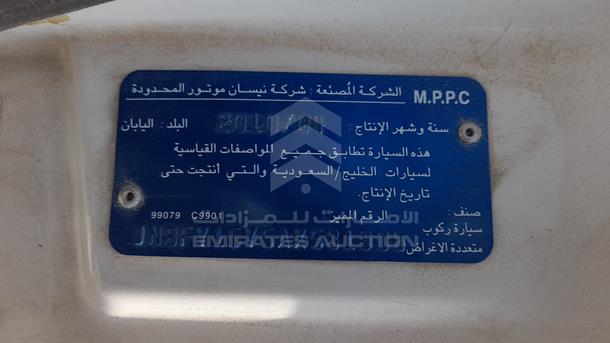 M.P.P.C الشركة المصنعة : شركة نيسان موتور المحدودة
سنة وشهر الإنتاج : البلد : اليابان
هذه السيارة تطابق جميع المواصفات القياسية
لسيارات الخليج/السعودية والتي أنتجت حتى
تاريخ الإنتاج.
صنف : الرقم المميز 99079 C9901
سيارة ركوب
متعددة الاغراض
الإمارات للمزادات
EMIRATES AUCTION